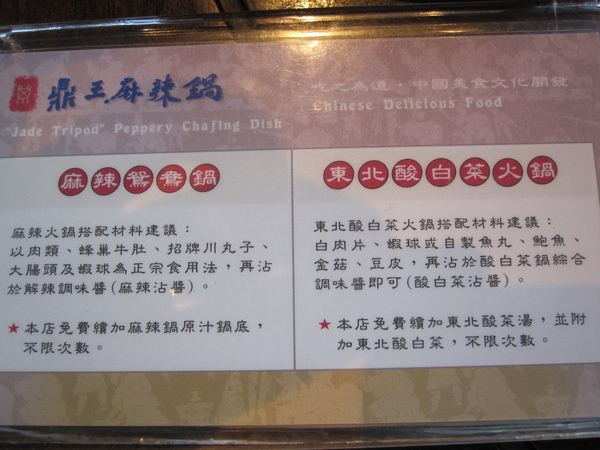 鼎王麻辣鍋
"Jade Tripod" Peppery Chafing Dish
吃之為道·中國美食文化開發
Chinese Delicious Food
麻辣鴛鴦鍋
麻辣火鍋搭配材料建議：
以肉類、蜂巢牛肚、招牌川丸子、
大腸頭及蝦球為正宗食用法，再沾
於解辣調味醬(麻辣沾醬)。
★本店免費續加麻辣鍋原汁鍋底，
不限次數。
東北酸白菜火鍋
東北酸白菜火鍋搭配材料建議：
白肉片、蝦球或自製魚丸、鮑魚、
金菇、豆皮，再沾於酸白菜鍋綜合
調味醬即可(酸白菜沾醬)。
★本店免費續加東北酸菜湯，並附
加東北酸白菜，不限次數。